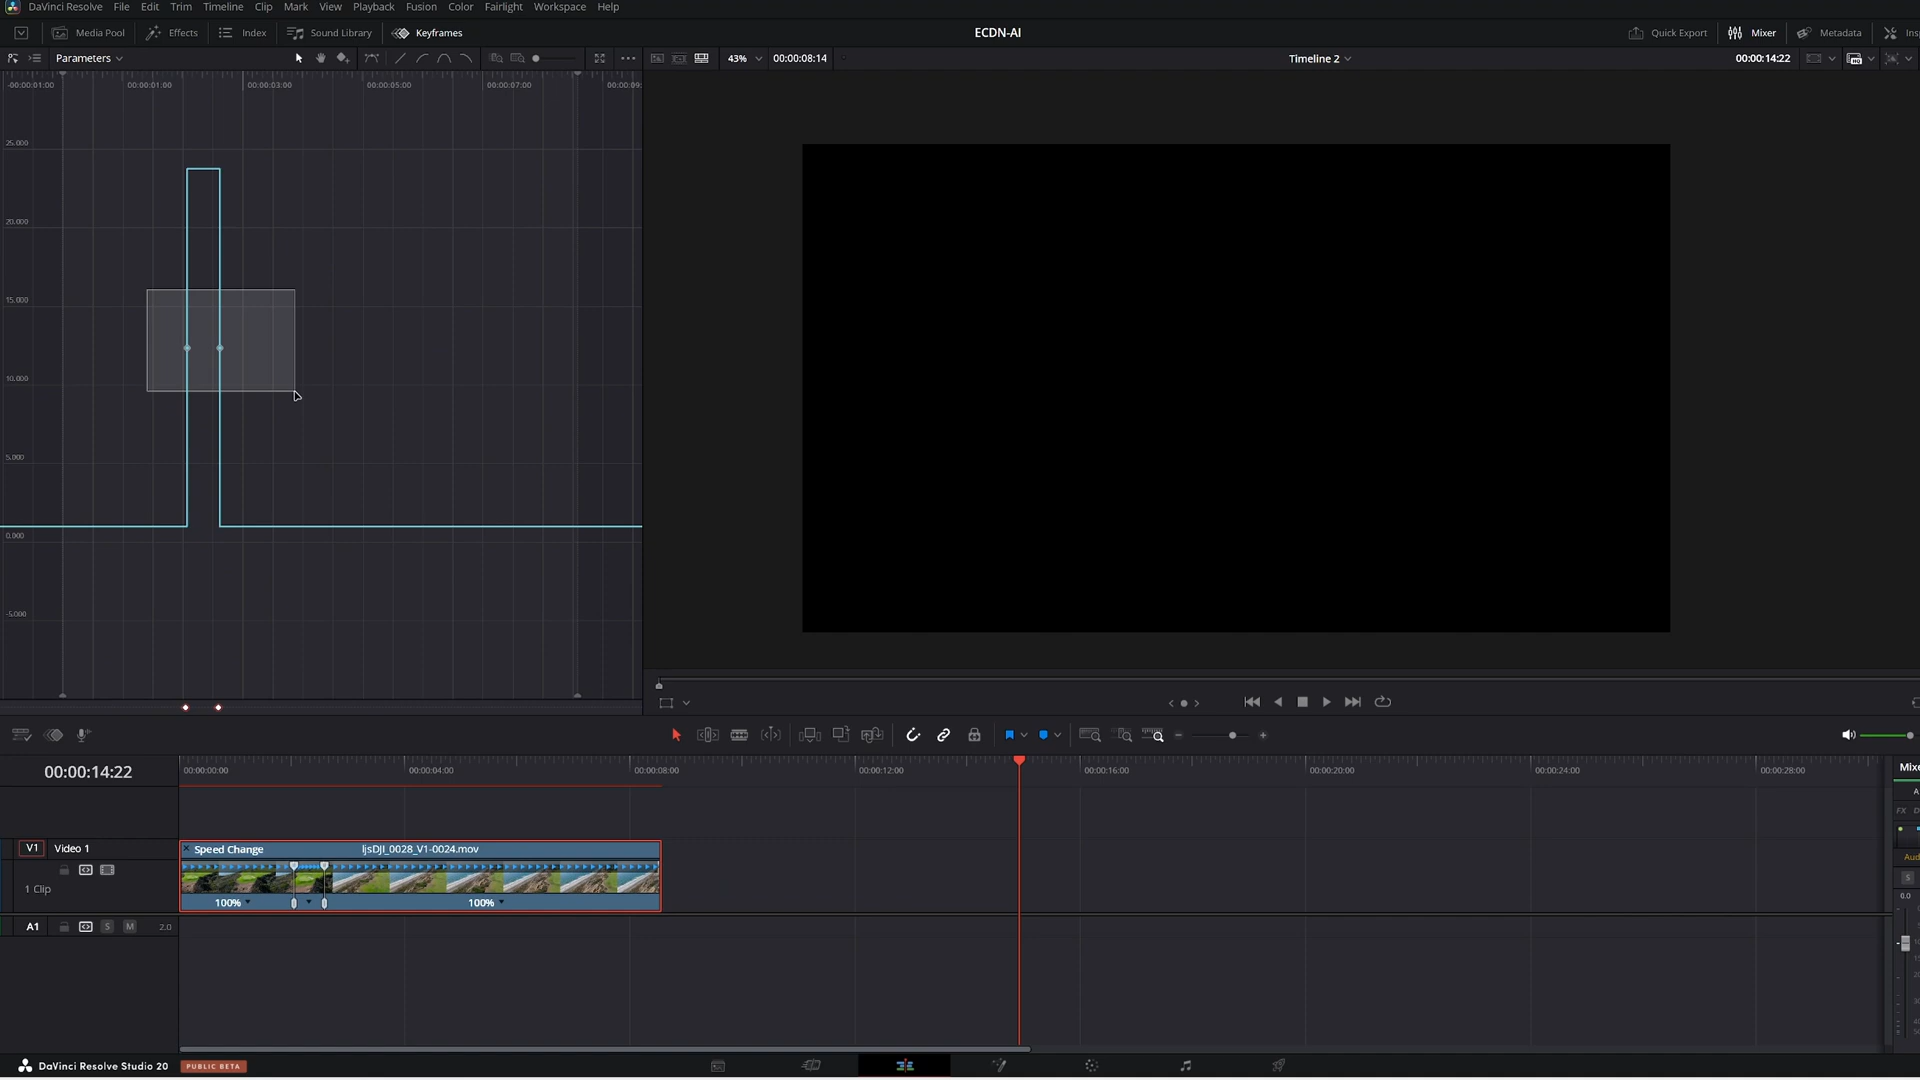 DaVinci Resolve File Edit Trim Timeline Clip Mark View Playback Fusion Color Fairlight Workspace Help
Media Pool Effects Index Sound Library Keyframes ECDN-AI Quick Export Mixer Metadata Ins
Parameters 43% 00:00:08:14 Timeline 2 00:00:14:22
-00:00:01:00 00:00:01:00 00:00:03:00 00:00:05:00 00:00:07:00 00:00:09:
25.000
20.000
15.000
10.000
5.000
0.000
-5.000
00:00:14:22 00:00:00:00 00:00:04:00 00:00:08:00 00:00:12:00 00:00:16:00 00:00:20:00 00:00:24:00 00:00:28:00 Mixe
V1 Video 1 Speed Change ljsDJI_0028_V1-0024.mov
1 Clip
100% 100%
A1 S M 2.0
FX
Aud
S
0.0
DaVinci Resolve Studio 20 PUBLIC BETA